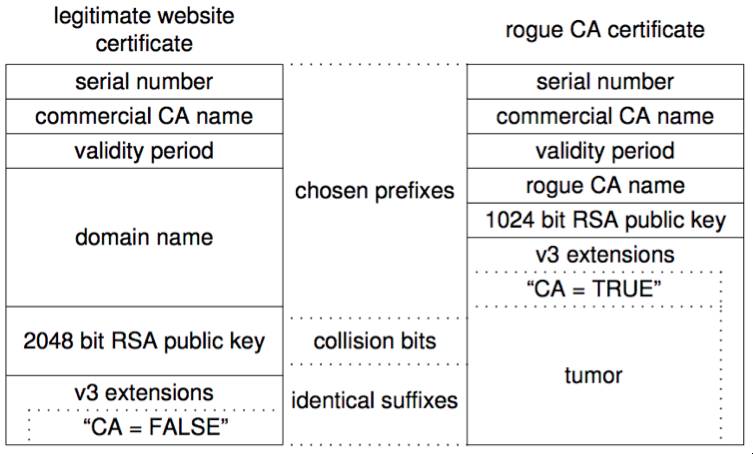 legitimate website
certificate
serial number
commercial CA name
validity period
domain name
2048 bit RSA public key
v3 extensions
“CA = FALSE”
chosen prefixes
collision bits
identical suffixes
rogue CA certificate
serial number
commercial CA name
validity period
rogue CA name
1024 bit RSA public key
v3 extensions
“CA = TRUE”
tumor